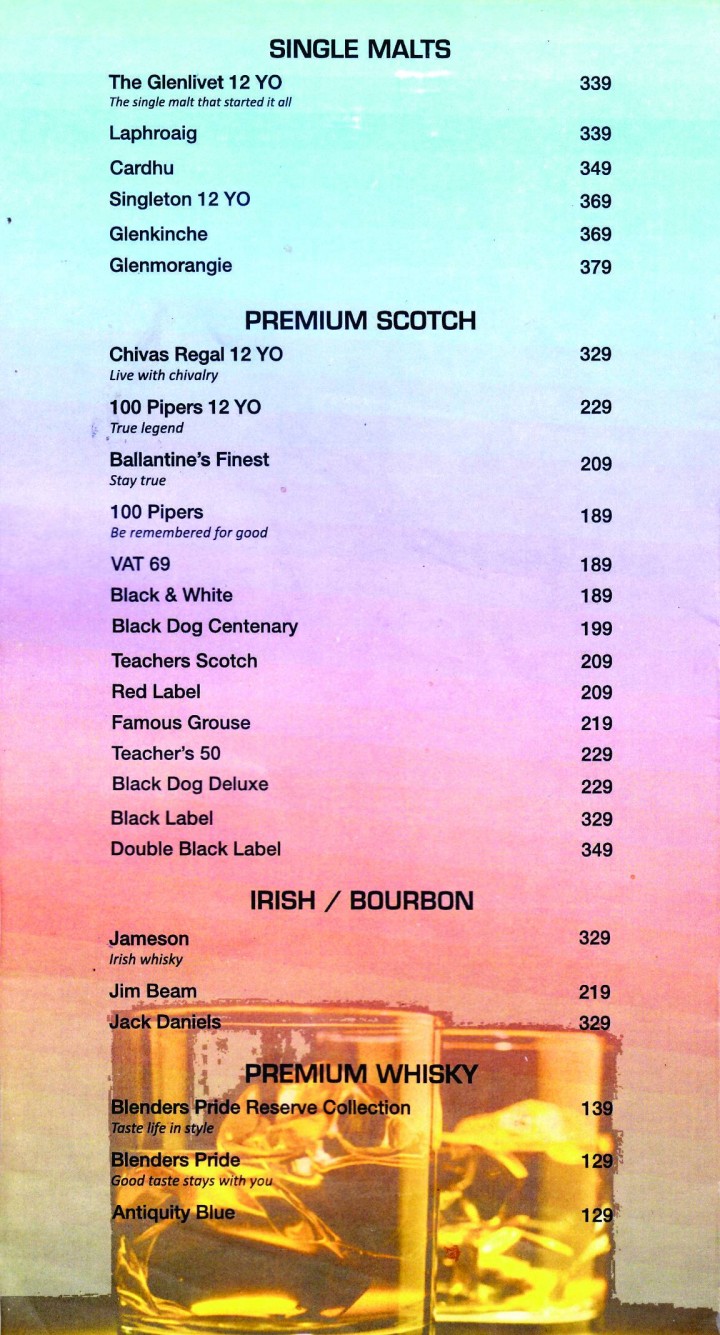 SINGLE MALTS
The Glenlivet 12 YO 339
The single malt that started it all
Laphroaig 339
Cardhu 349
Singleton 12 YO 369
Glenkinche 369
Glenmorangie 379
PREMIUM SCOTCH
Chivas Regal 12 YO 329
Live with chivalry
100 Pipers 12 YO 229
True legend
Ballantine's Finest 209
Stay true
100 Pipers 189
Be remembered for good
VAT 69 189
Black & White 189
Black Dog Centenary 199
Teachers Scotch 209
Red Label 209
Famous Grouse 219
Teacher's 50 229
Black Dog Deluxe 229
Black Label 329
Double Black Label 349
IRISH / BOURBON
Jameson 329
Irish whisky
Jim Beam 219
Jack Daniels 329
PREMIUM WHISKY
Blenders Pride Reserve Collection 139
Taste life in style
Blenders Pride 129
Good taste stays with you
Antiquity Blue 129